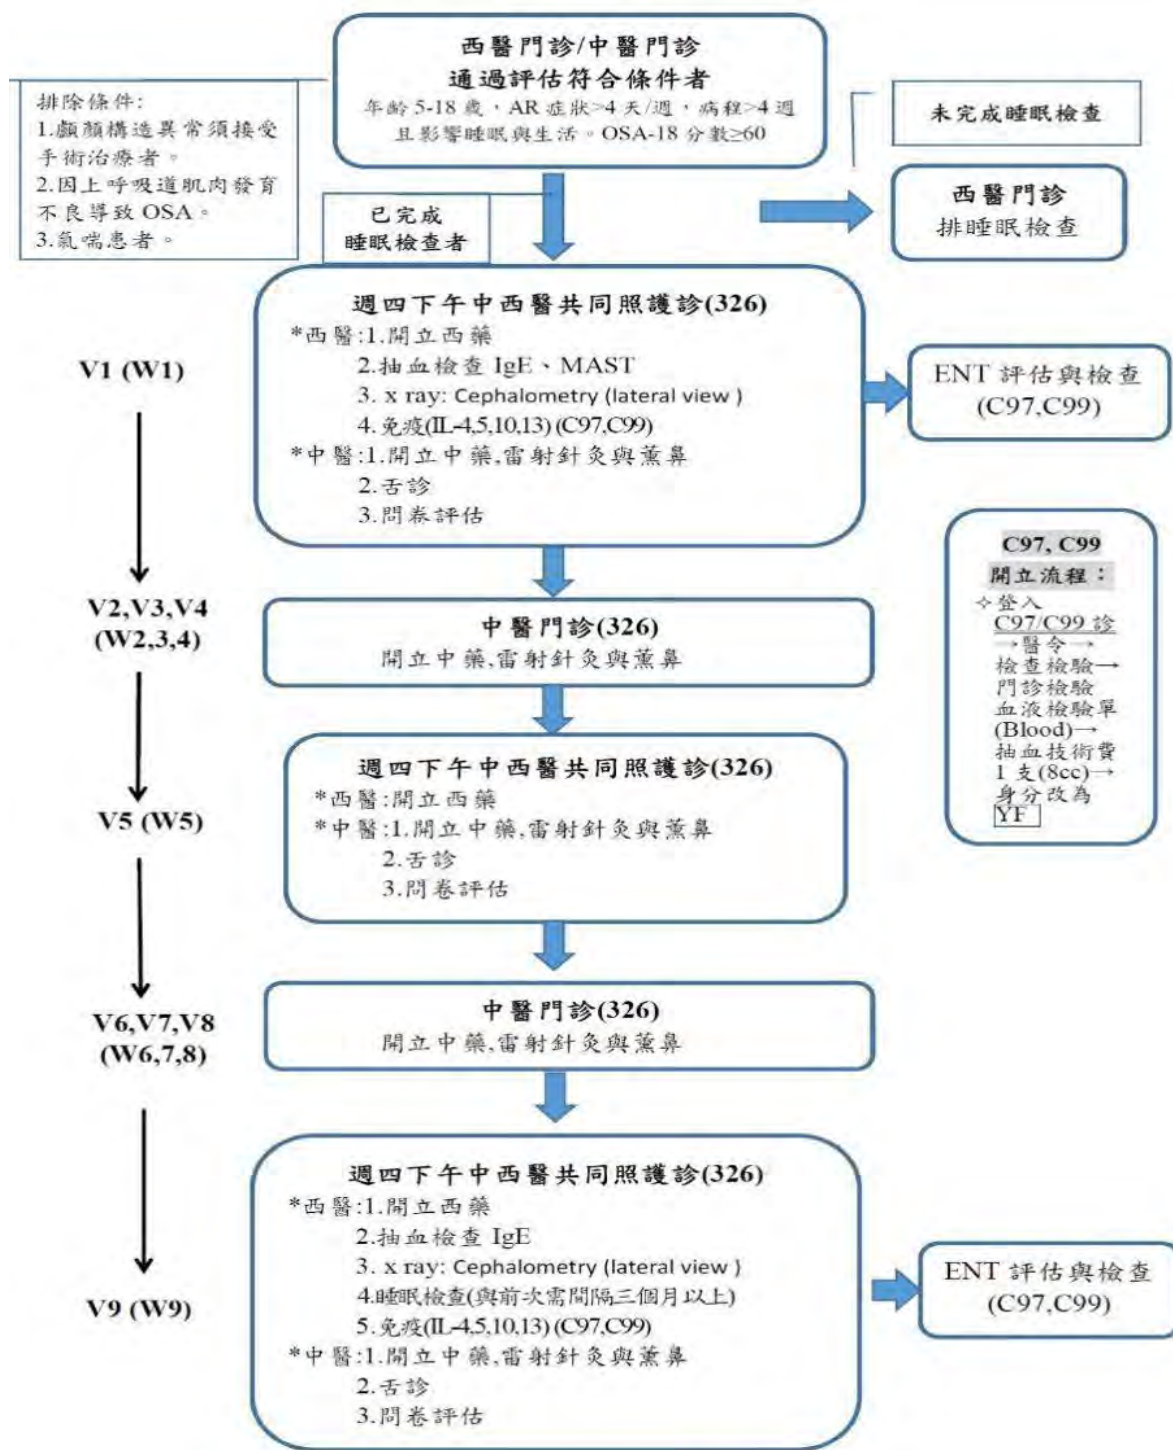 西醫門診/中醫門診
通過評估符合條件者
年齡 5-18 歲，AR 症狀>4 天/週，病程>4 週
且影響睡眠與生活。OSA-18 分數≥60
排除條件:
1.顱顏構造異常須接受
手術治療者。
2.因上呼吸道肌肉發育
不良導致 OSA。
3.氣喘患者。
未完成睡眠檢查
西醫門診
排睡眠檢查
已完成
睡眠檢查者
V1 (W1)
週四下午中西醫共同照護診(326)
*西醫:1.開立西藥
2.抽血檢查 IgE、MAST
3. x ray: Cephalometry (lateral view )
4.免疫(IL-4,5,10,13) (C97,C99)
*中醫:1.開立中藥,雷射針灸與薰鼻
2.舌診
3.問卷評估
ENT 評估與檢查
(C97,C99)
C97, C99
開立流程：
✧登入
C97/C99 診
→醫令→
檢查檢驗→
門診檢驗
血液檢驗單
(Blood)→
抽血技術費
1 支(8cc)→
身分改為
YF
V2,V3,V4
(W2,3,4)
中醫門診(326)
開立中藥,雷射針灸與薰鼻
V5 (W5)
週四下午中西醫共同照護診(326)
*西醫:開立西藥
*中醫:1.開立中藥,雷射針灸與薰鼻
2.舌診
3.問卷評估
V6,V7,V8
(W6,7,8)
中醫門診(326)
開立中藥,雷射針灸與薰鼻
V9 (W9)
週四下午中西醫共同照護診(326)
*西醫:1.開立西藥
2.抽血檢查 IgE
3. x ray: Cephalometry (lateral view )
4.睡眠檢查(與前次需間隔三個月以上)
5.免疫(IL-4,5,10,13) (C97,C99)
*中醫:1.開立中藥,雷射針灸與薰鼻
2.舌診
3.問卷評估
ENT 評估與檢查
(C97,C99)